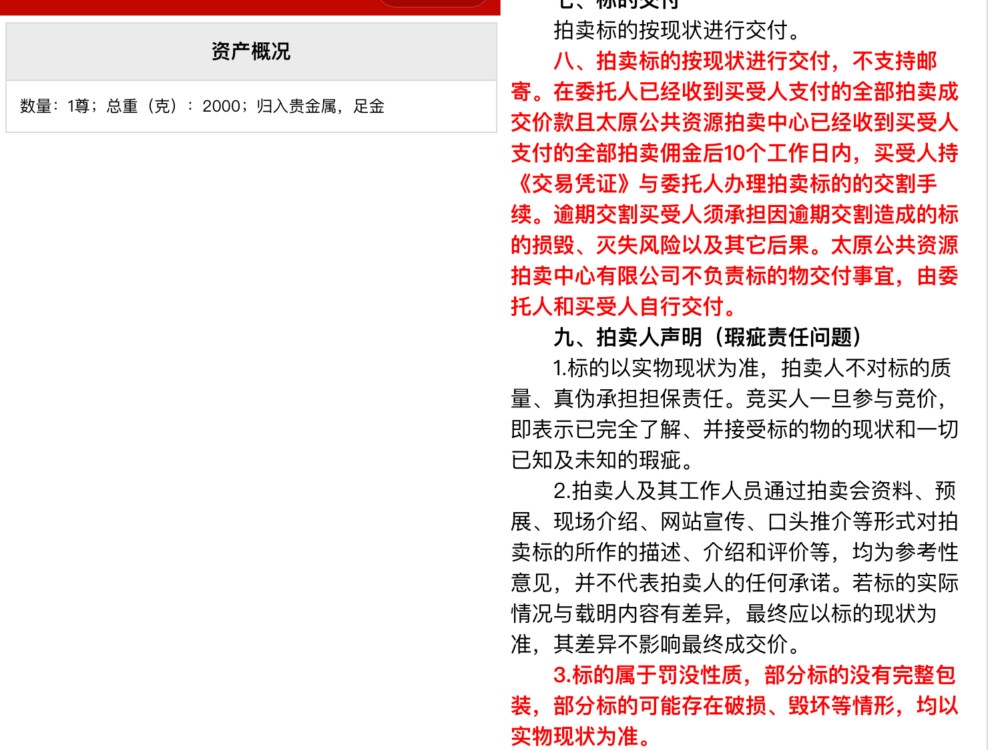 资产概况
数量：1尊；总重（克）：2000；归入贵金属，足金
七、标的交付
拍卖标的按现状进行交付。
八、拍卖标的按现状进行交付，不支持邮
寄。在委托人已经收到买受人支付的全部拍卖成
交价款且太原公共资源拍卖中心已经收到买受人
支付的全部拍卖佣金后10个工作日内，买受人持
《交易凭证》与委托人办理拍卖标的的交割手
续。逾期交割买受人须承担因逾期交割造成的标
的损毁、灭失风险以及其它后果。太原公共资源
拍卖中心有限公司不负责标的物交付事宜，由委
托人和买受人自行交付。
九、拍卖人声明（瑕疵责任问题）
1.标的以实物现状为准，拍卖人不对标的质
量、真伪承担担保责任。竞买人一旦参与竞价，
即表示已完全了解、并接受标的物的现状和一切
已知及未知的瑕疵。
2.拍卖人及其工作人员通过拍卖会资料、预
展、现场介绍、网站宣传、口头推介等形式对拍
卖标的所作的描述、介绍和评价等，均为参考性
意见，并不代表拍卖人的任何承诺。若标的实际
情况与载明内容有差异，最终应以标的现状为
准，其差异不影响最终成交价。
3.标的属于罚没性质，部分标的没有完整包
装，部分标的可能存在破损、毁坏等情形，均以
实物现状为准。